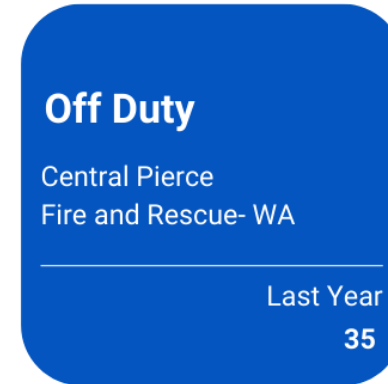 Off Duty
Central Pierce
Fire and Rescue- WA
Last Year
35